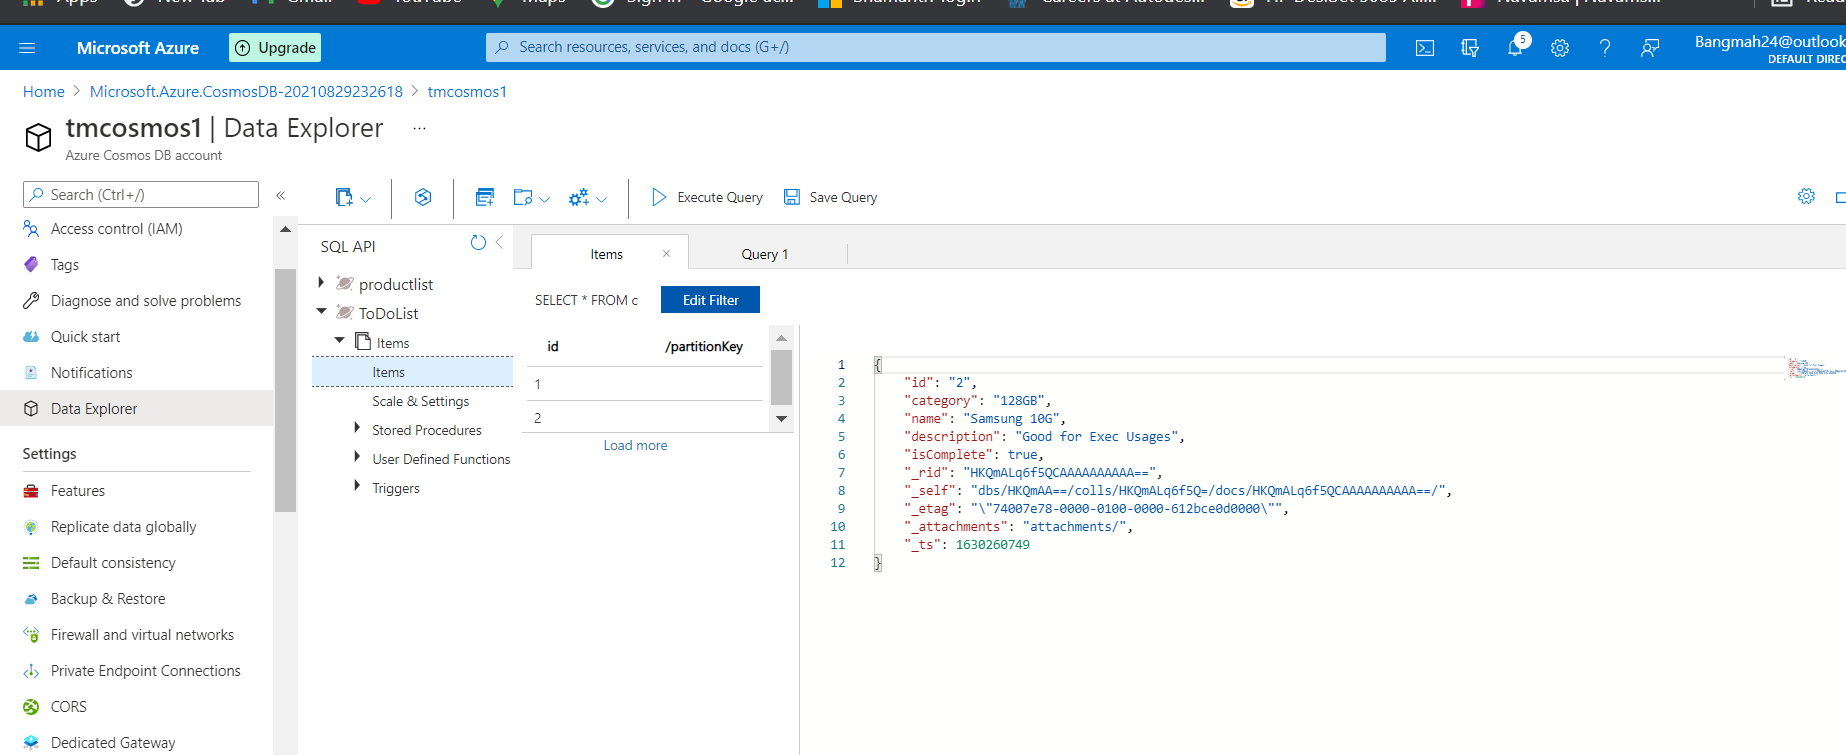 Apps New Tab Gmail YouTube Maps
Microsoft Azure
Upgrade
Search resources, services, and docs (G+/)
5
Bangmah24@outlook
DEFAULT DIREC
Home > Microsoft.Azure.CosmosDB-20210829232618 > tmcosmos1
tmcosmos1 | Data Explorer ...
Azure Cosmos DB account
Search (Ctrl+/)
«
Access control (IAM)
Tags
Diagnose and solve problems
Quick start
Notifications
Data Explorer
Settings
Features
Replicate data globally
Default consistency
Backup & Restore
Firewall and virtual networks
Private Endpoint Connections
CORS
Dedicated Gateway
Execute Query
Save Query
SQL API
productlist
ToDoList
Items
Items
Scale & Settings
Stored Procedures
User Defined Functions
Triggers
Items
Query 1
SELECT * FROM c
Edit Filter
id /partitionKey
1
2
Load more
1 {
2 "id": "2",
3 "category": "128GB",
4 "name": "Samsung 10G",
5 "description": "Good for Exec Usages",
6 "isComplete": true,
7 "_rid": "HKQmALq6f5QCAAAAAAAAAA==",
8 "_self": "dbs/HKQmAA==/colls/HKQmALq6f5Q=/docs/HKQmALq6f5QCAAAAAAAAAA==/",
9 "_etag": "\"74007e78-0000-0100-0000-612bce0d0000\"",
10 "_attachments": "attachments/",
11 "_ts": 1630260749
12 }